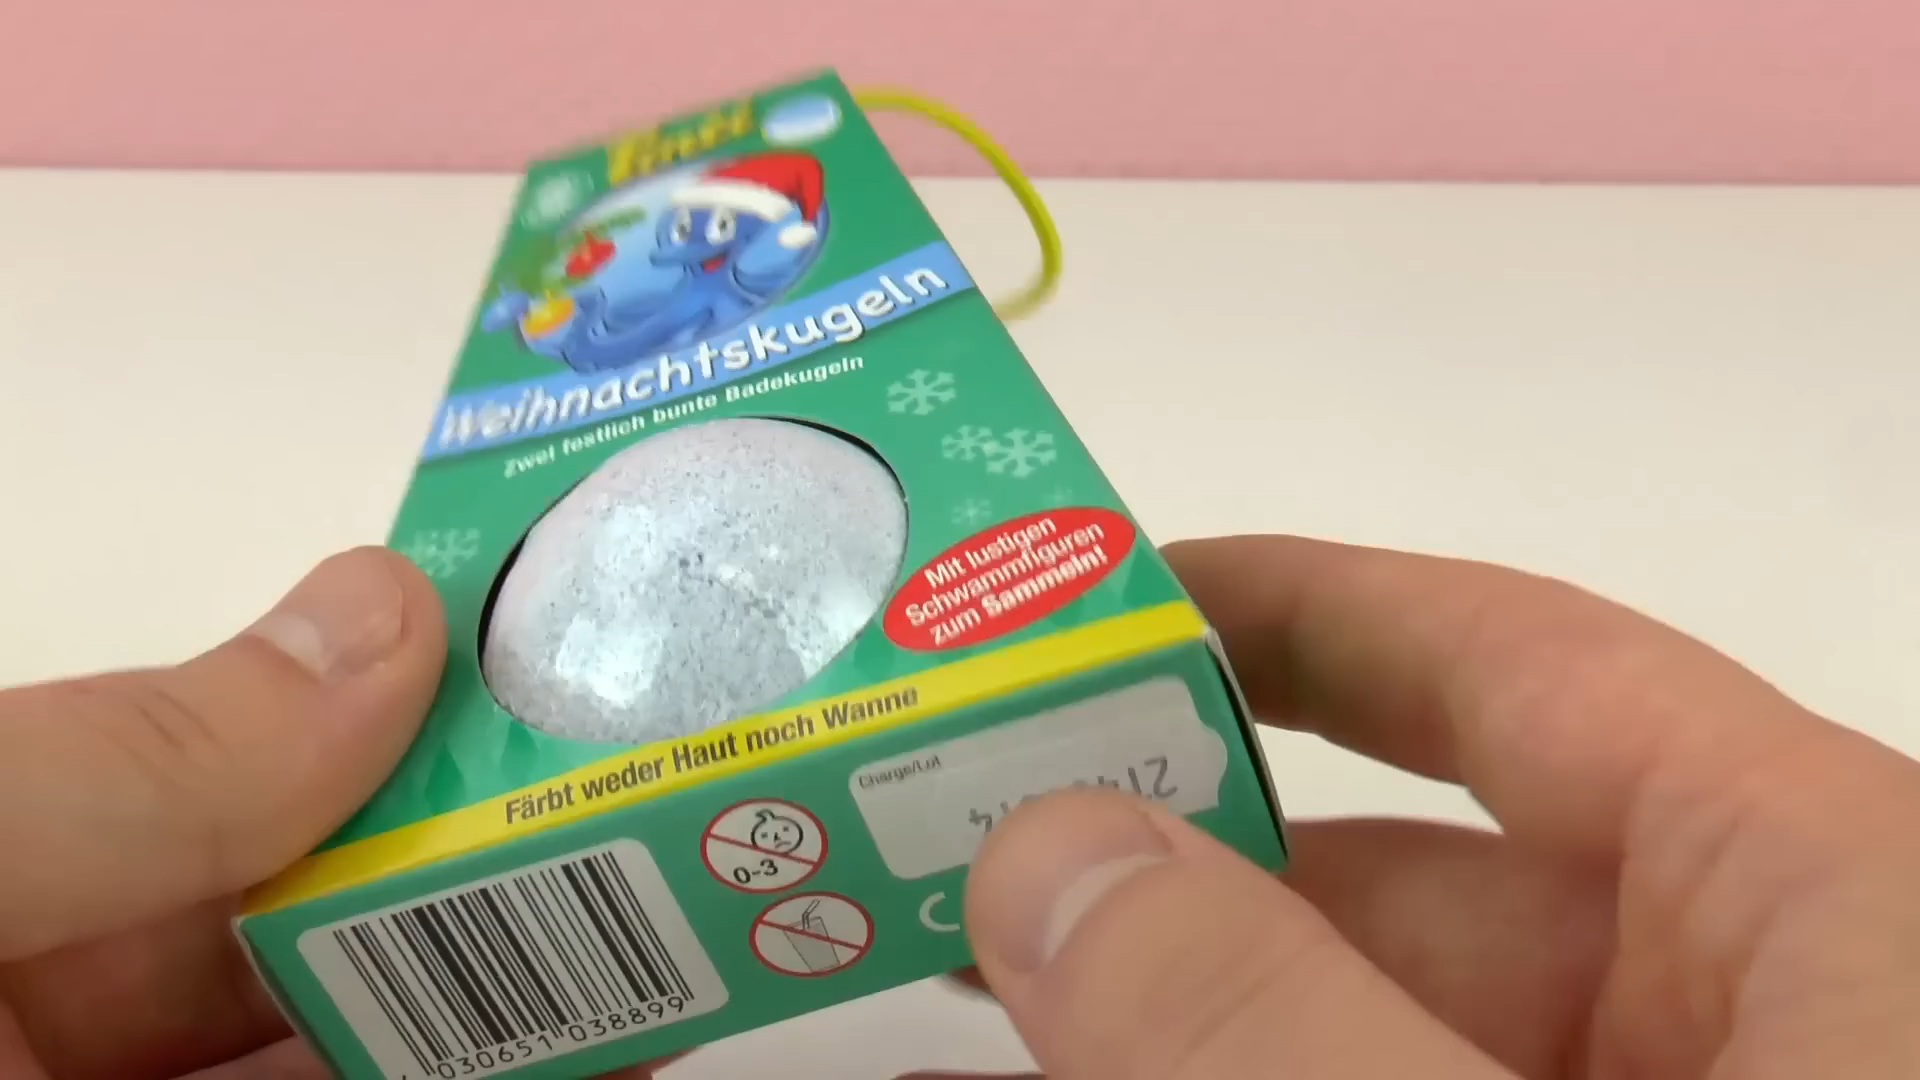 Tinti
Weihnachtskugeln
Zwei festlich bunte Badekugeln
Mit lustigen
Schwammfiguren
zum Sammeln!
Färbt weder Haut noch Wanne
Charge/Lot
0-3
030651 038899